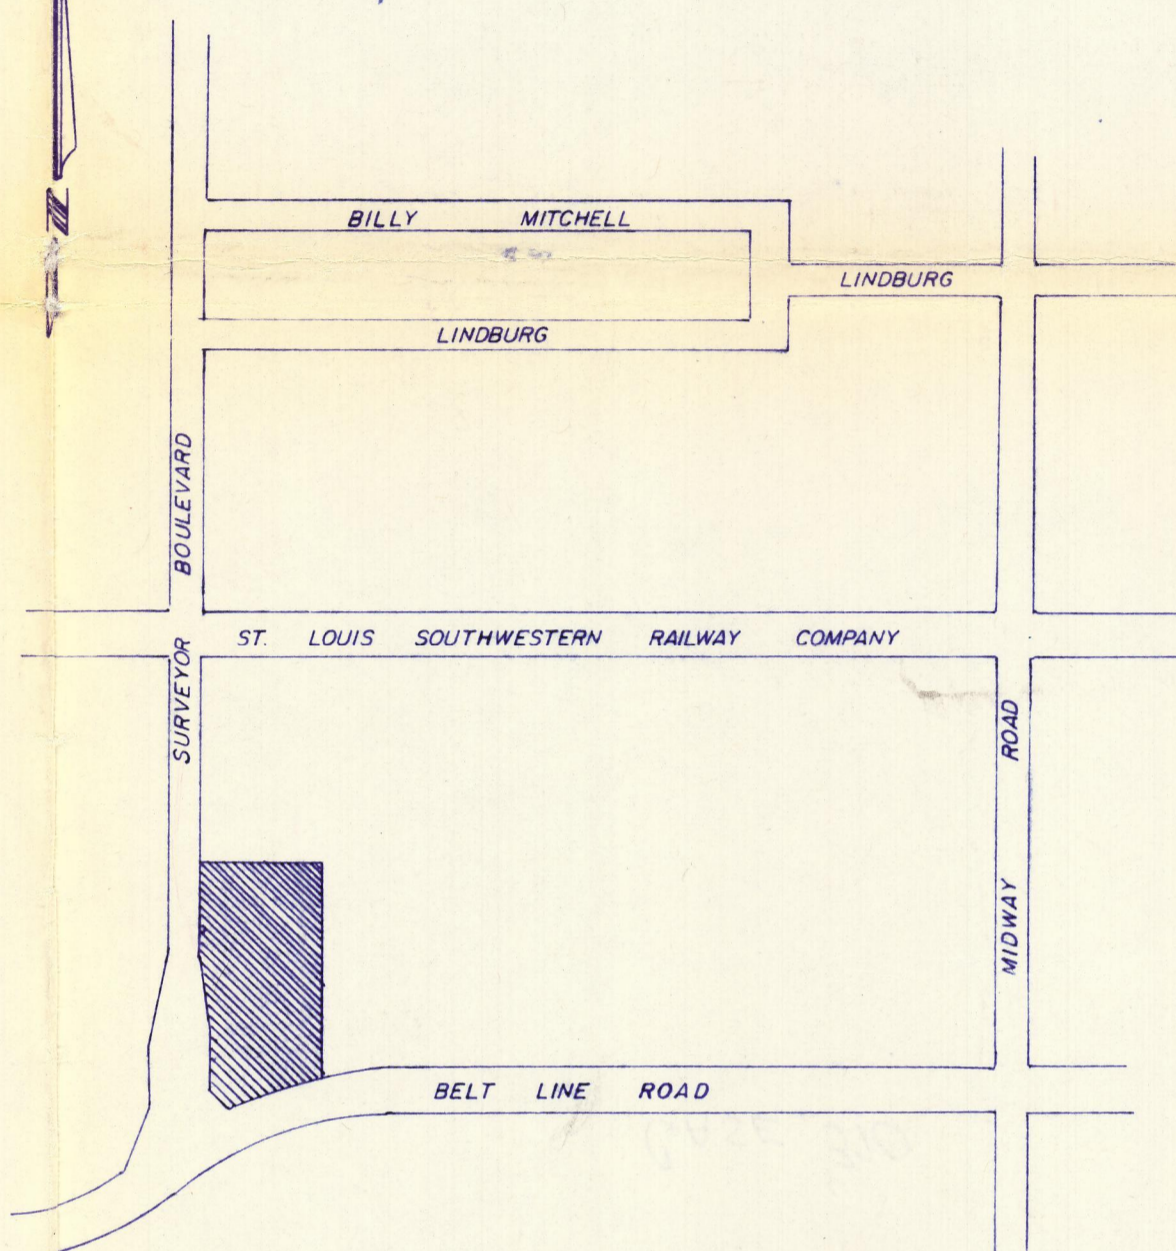 N
BILLY MITCHELL
LINDBURG
LINDBURG
BOULEVARD
ST. LOUIS SOUTHWESTERN RAILWAY COMPANY
SURVEYOR
ROAD
MIDWAY
BELT LINE ROAD